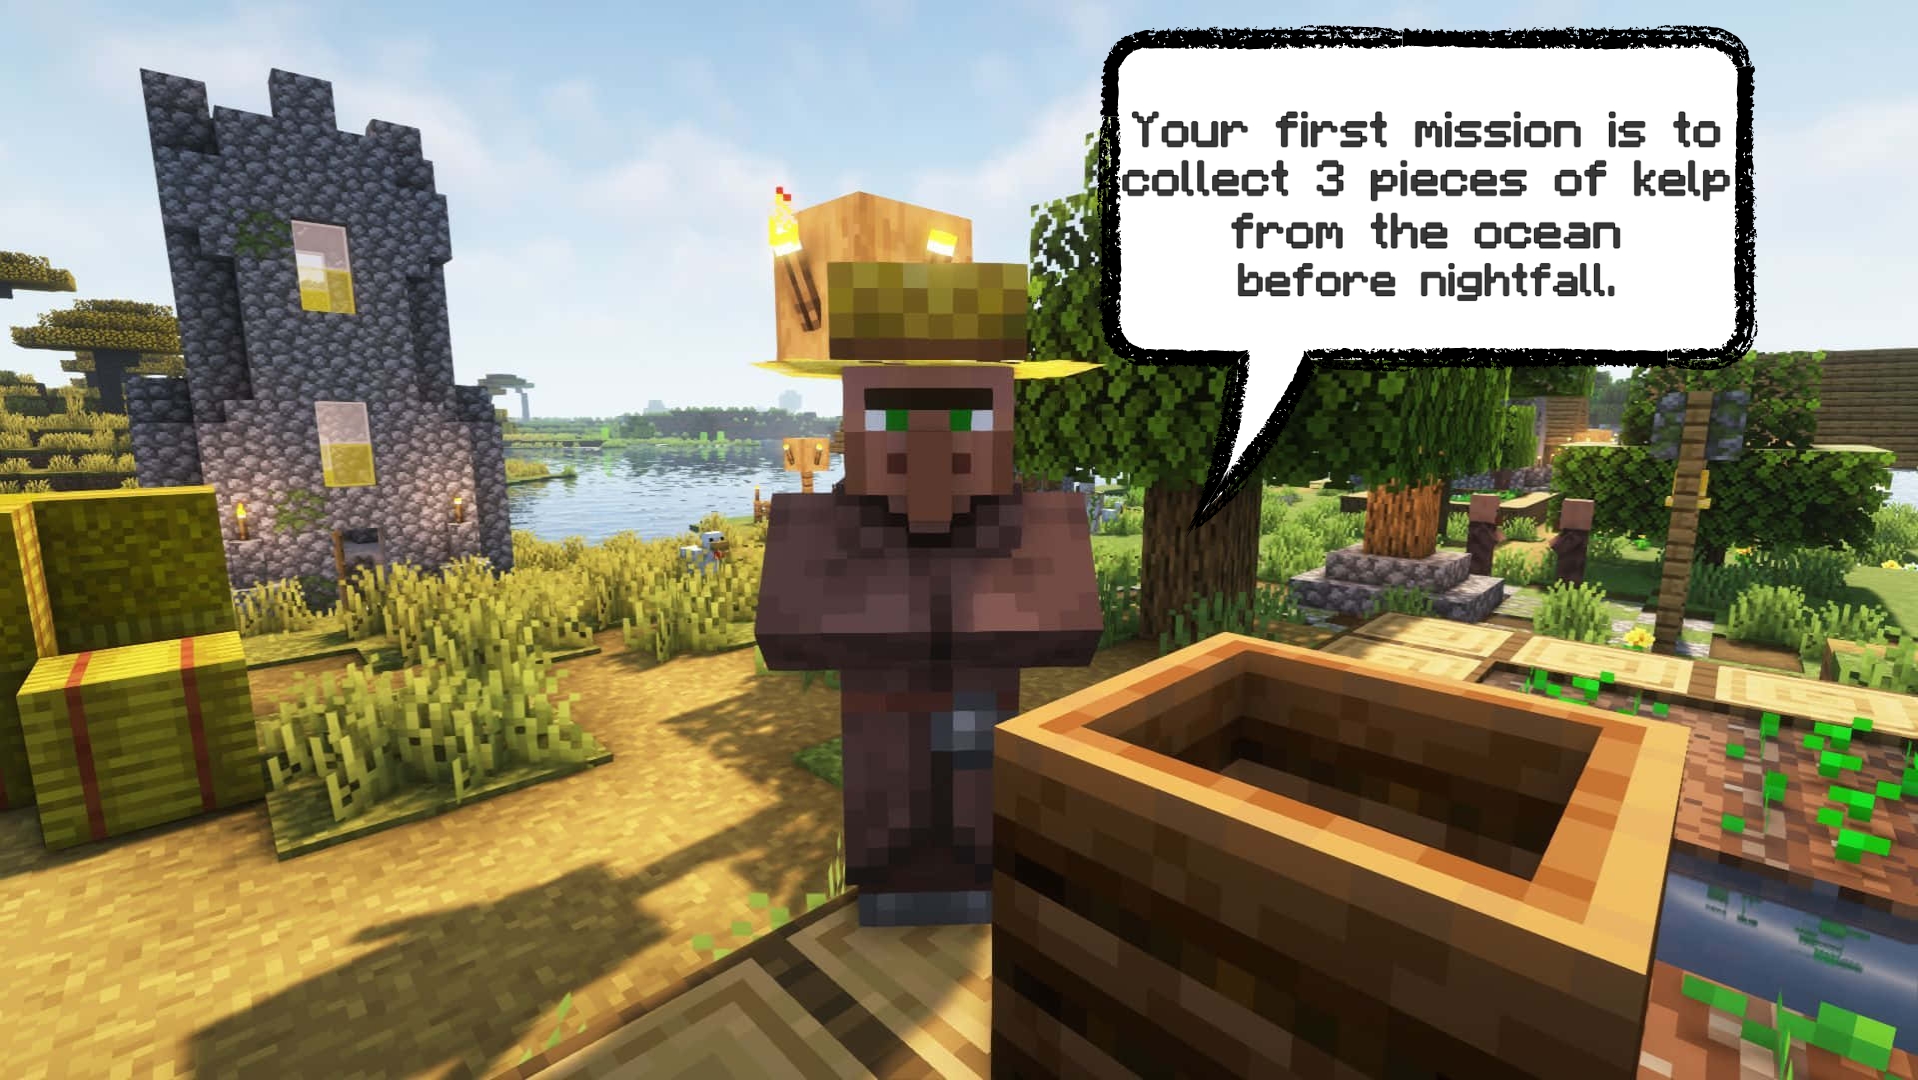 Your first mission is to
collect 3 pieces of kelp
from the ocean
before nightfall.